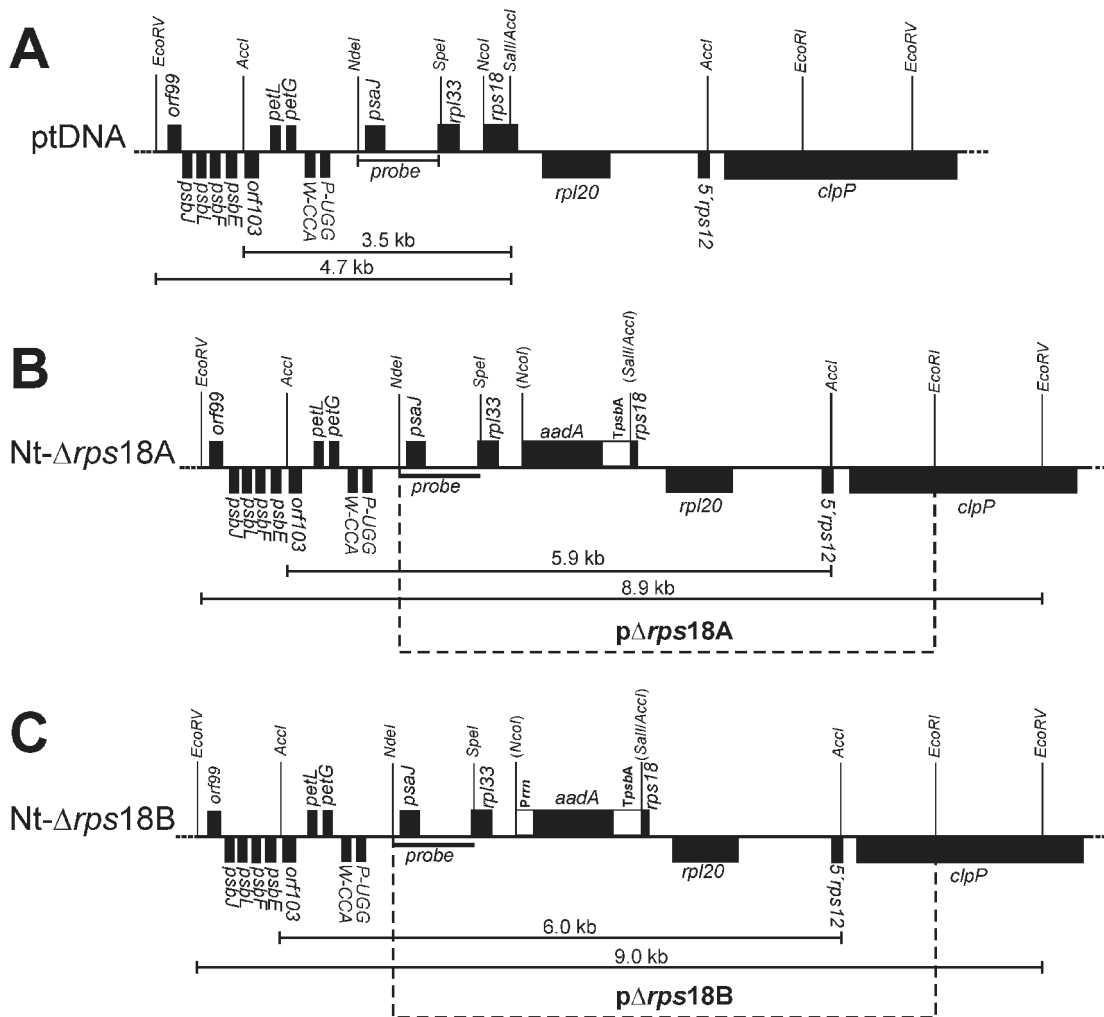 A
EcoRV
AccI
NdeI
SpeI
NcoI
SalI/AccI
AccI
EcoRI
EcoRV
orf99
petL
petG
psaJ
rpl33
rps18
ptDNA
probe
psbJ
psbL
psbF
psbE
orf103
W-CCA
P-UGG
rpl20
5'rps12
clpP
3.5 kb
4.7 kb
B
EcoRV
AccI
NdeI
SpeI
(NcoI)
(SalI/AccI)
AccI
EcoRI
EcoRV
orf99
petL
petG
psaJ
rpl33
aadA
TpsbA
rps18
Nt-Δrps18A
probe
psbJ
psbL
psbF
psbE
orf103
W-CCA
P-UGG
rpl20
5'rps12
clpP
5.9 kb
8.9 kb
pΔrps18A
C
EcoRV
AccI
NdeI
SpeI
(NcoI)
(SalI/AccI)
AccI
EcoRI
EcoRV
orf99
petL
petG
psaJ
rpl33
Prrn
aadA
TpsbA
rps18
Nt-Δrps18B
probe
psbJ
psbL
psbF
psbE
orf103
W-CCA
P-UGG
rpl20
5'rps12
clpP
6.0 kb
9.0 kb
pΔrps18B